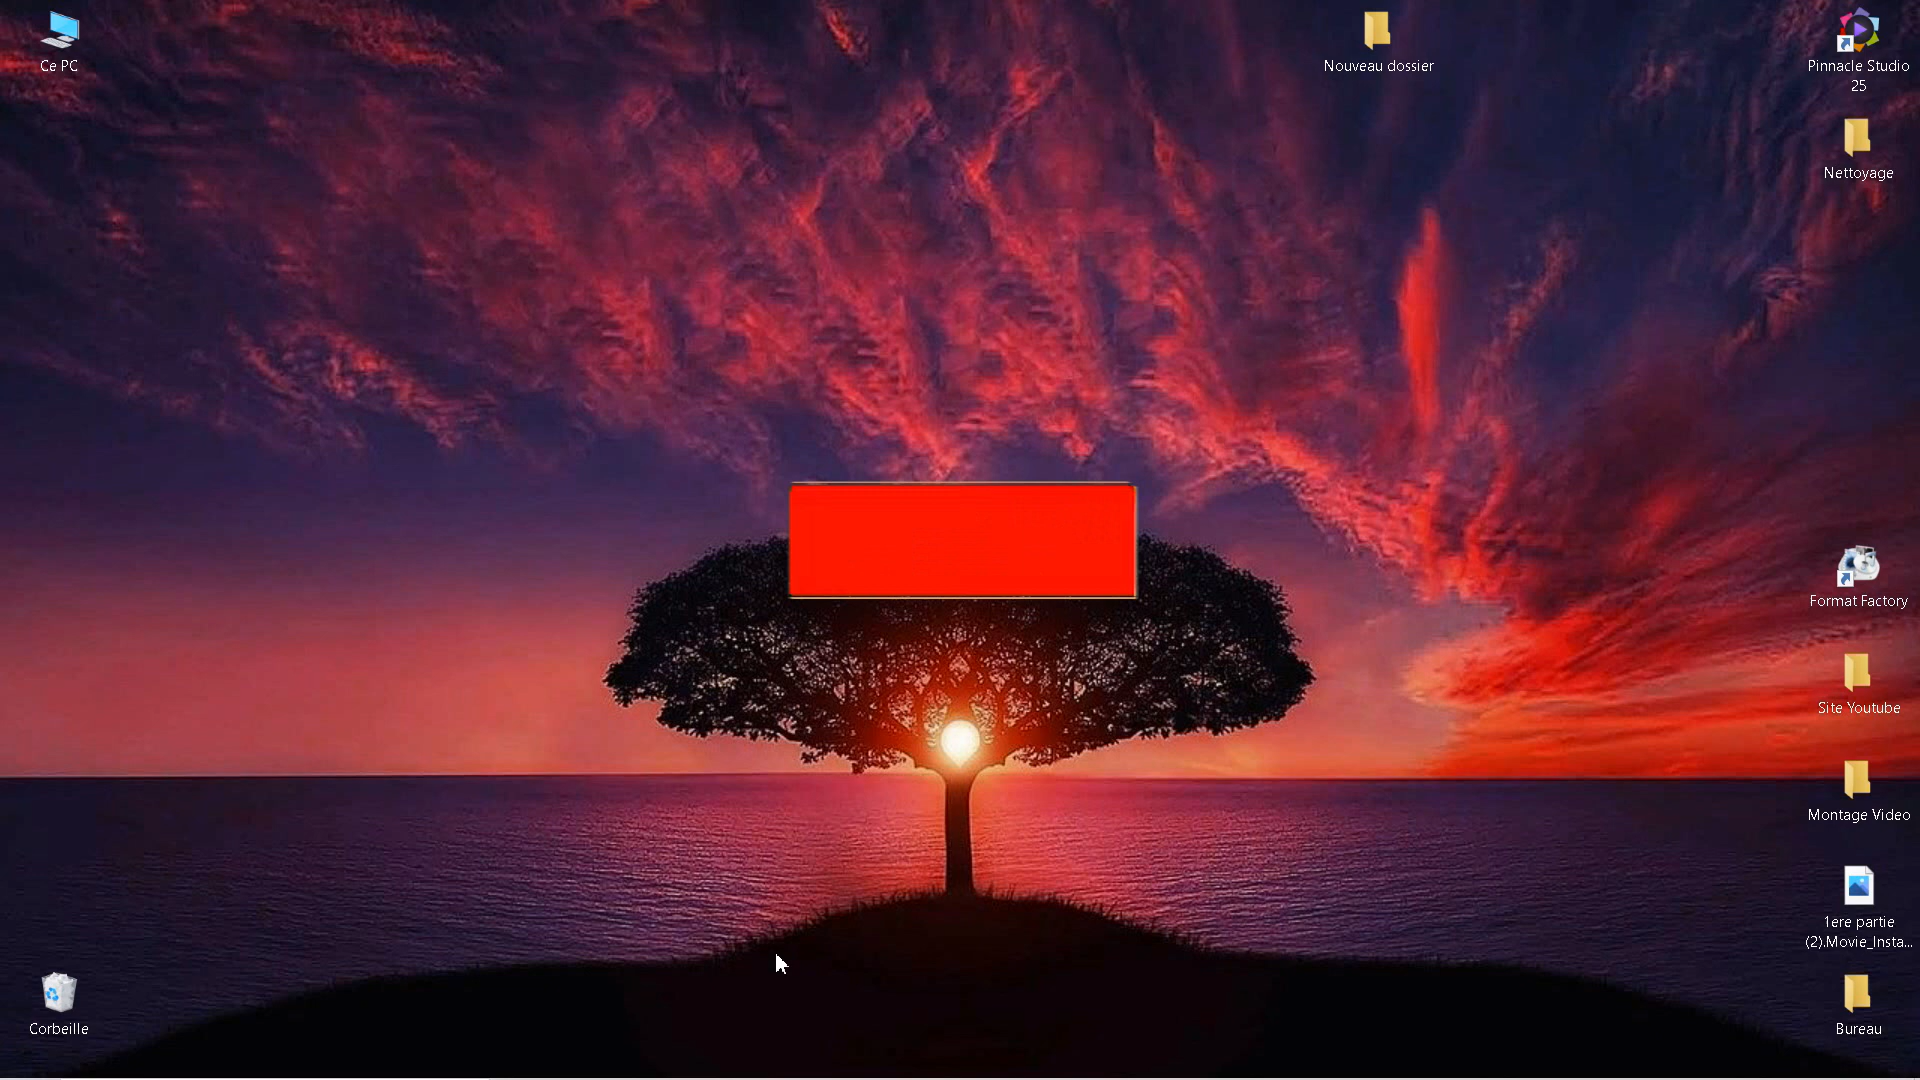 Ce PC
Nouveau dossier
Pinnacle Studio
25
Nettoyage
Format Factory
Site Youtube
Montage Video
1ere partie
(2).Movie_Insta...
Corbeille
Bureau